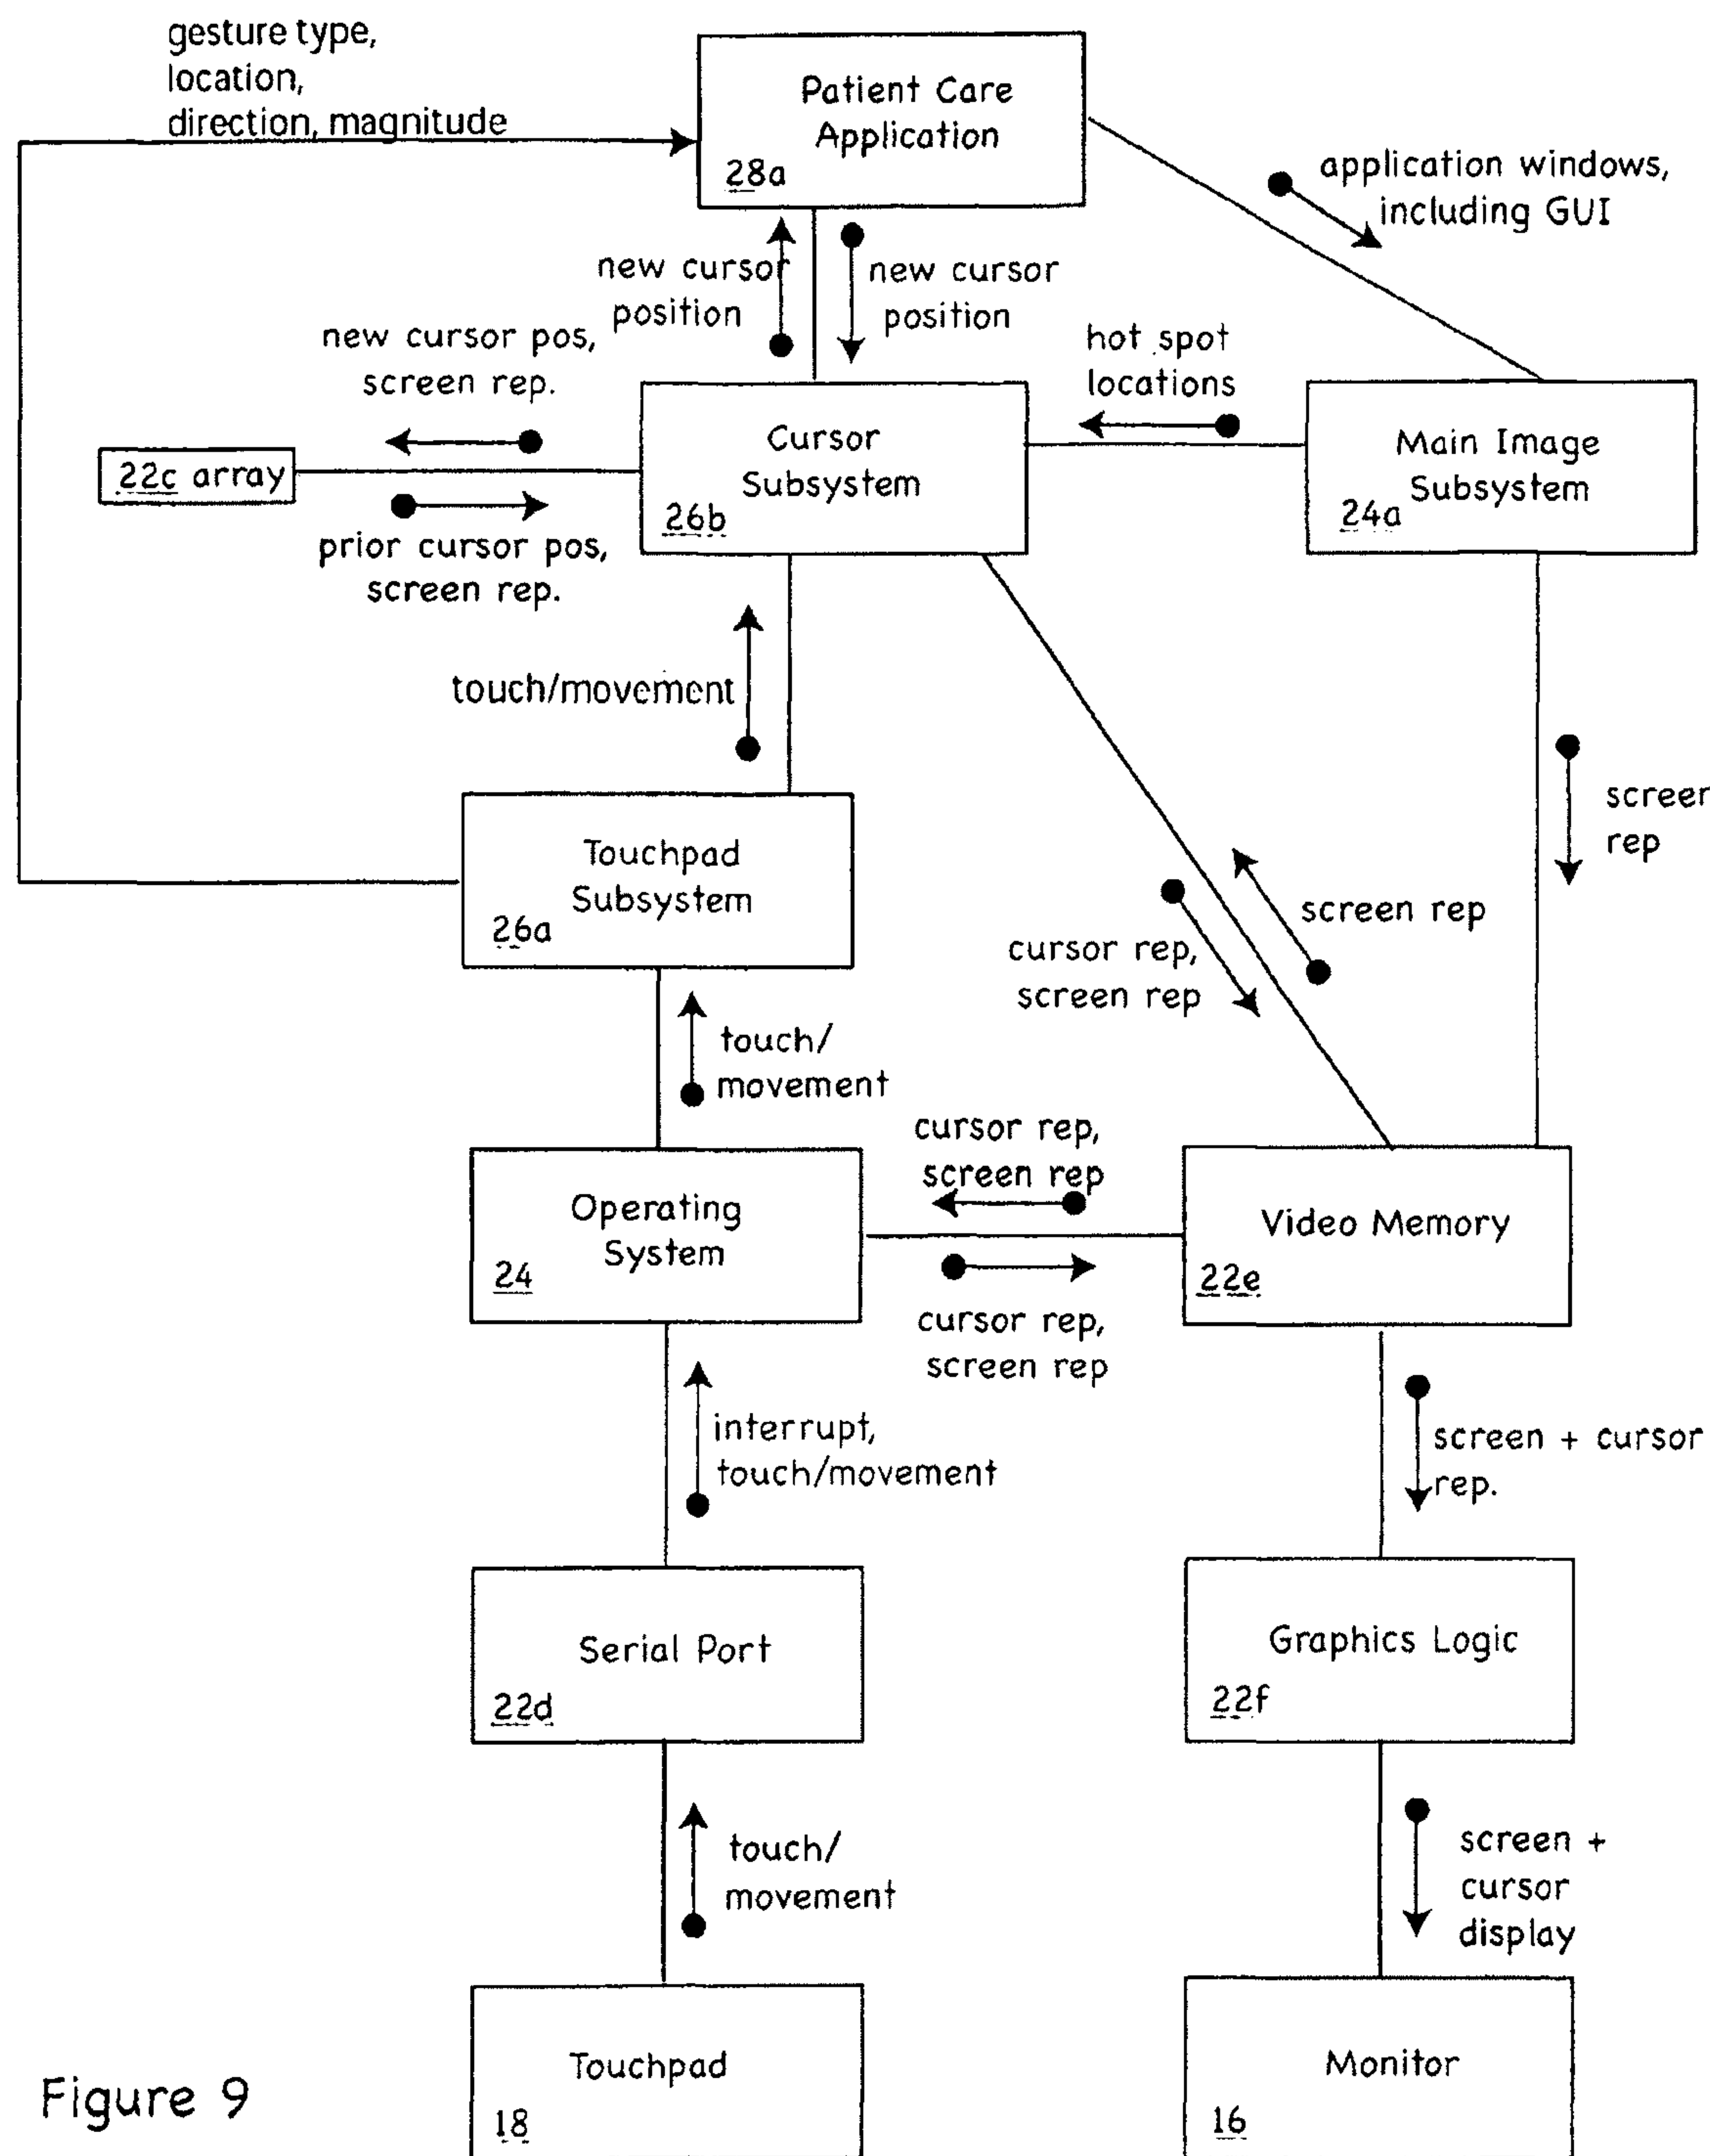 gesture type,
location,
direction, magnitude
Patient Care
Application
28a
application windows,
including GUI
new cursor
position
new cursor
position
new cursor pos,
screen rep.
hot spot
locations
22c array
Cursor
Subsystem
26b
Main Image
Subsystem
24a
prior cursor pos,
screen rep.
touch/movement
screen
rep
Touchpad
Subsystem
26a
screen rep
cursor rep,
screen rep
touch/
movement
cursor rep,
screen rep
Operating
System
24
Video Memory
22e
cursor rep,
screen rep
interrupt,
touch/movement
screen + cursor
rep.
Serial Port
22d
Graphics Logic
22f
touch/
movement
screen +
cursor
display
Touchpad
18
Monitor
16
Figure 9